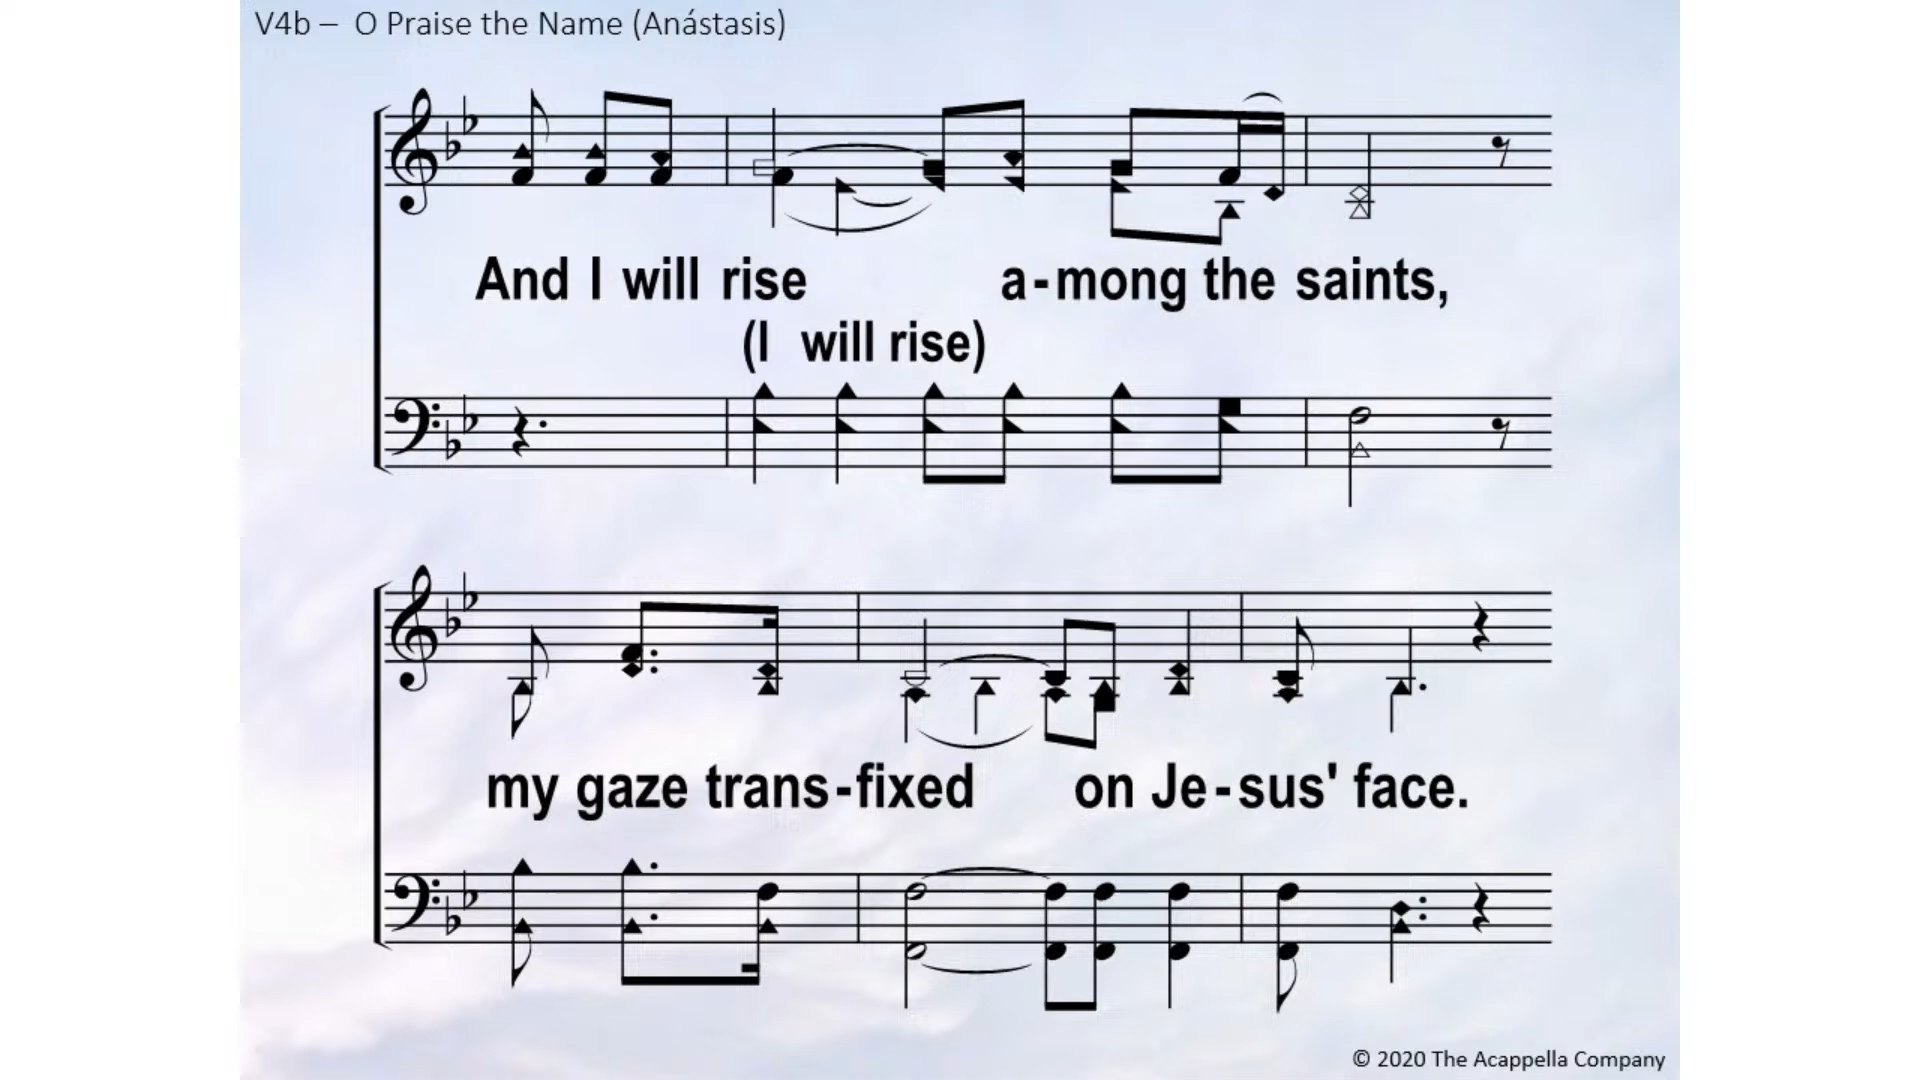 V4b – O Praise the Name (Anástasis)
And I will rise a-mong the saints,
(I will rise)
my gaze trans-fixed on Je-sus' face.
© 2020 The Acappella Company